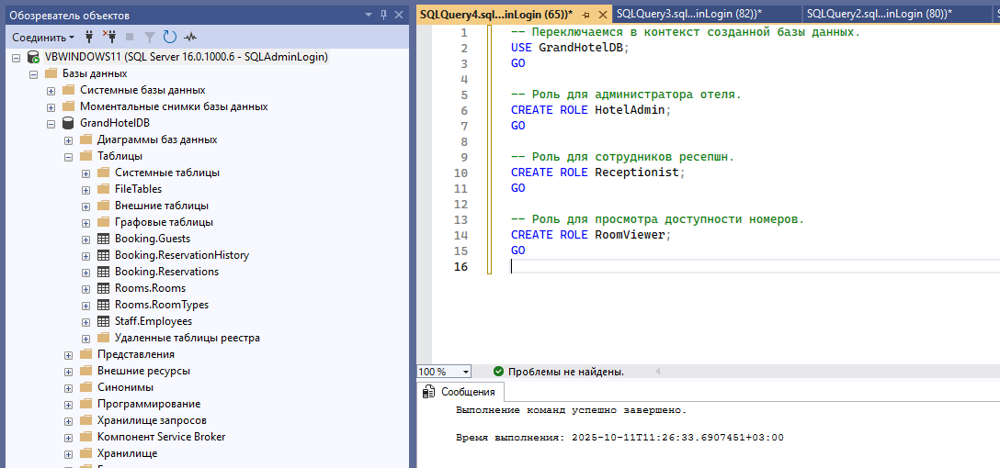 Обозреватель объектов
Соединить
VBWINDOWS11 (SQL Server 16.0.1000.6 - SQLAdminLogin)
Базы данных
Системные базы данных
Моментальные снимки базы данных
GrandHotelDB
Диаграммы баз данных
Таблицы
Системные таблицы
FileTables
Внешние таблицы
Графовые таблицы
Booking.Guests
Booking.ReservationHistory
Booking.Reservations
Rooms.Rooms
Rooms.RoomTypes
Staff.Employees
Удаленные таблицы реестра
Представления
Внешние ресурсы
Синонимы
Программирование
Хранилище запросов
Компонент Service Broker
Хранилище
SQLQuery4.sql...inLogin (65))* SQLQuery3.sql...inLogin (82))* SQLQuery2.sql...inLogin (80))*
1 -- Переключаемся в контекст созданной базы данных.
2 USE GrandHotelDB;
3 GO
4
5 -- Роль для администратора отеля.
6 CREATE ROLE HotelAdmin;
7 GO
8
9 -- Роль для сотрудников ресепшн.
10 CREATE ROLE Receptionist;
11 GO
12
13 -- Роль для просмотра доступности номеров.
14 CREATE ROLE RoomViewer;
15 GO
16
100 % Проблемы не найдены.
Сообщения
Выполнение команд успешно завершено.
Время выполнения: 2025-10-11T11:26:33.6907451+03:00